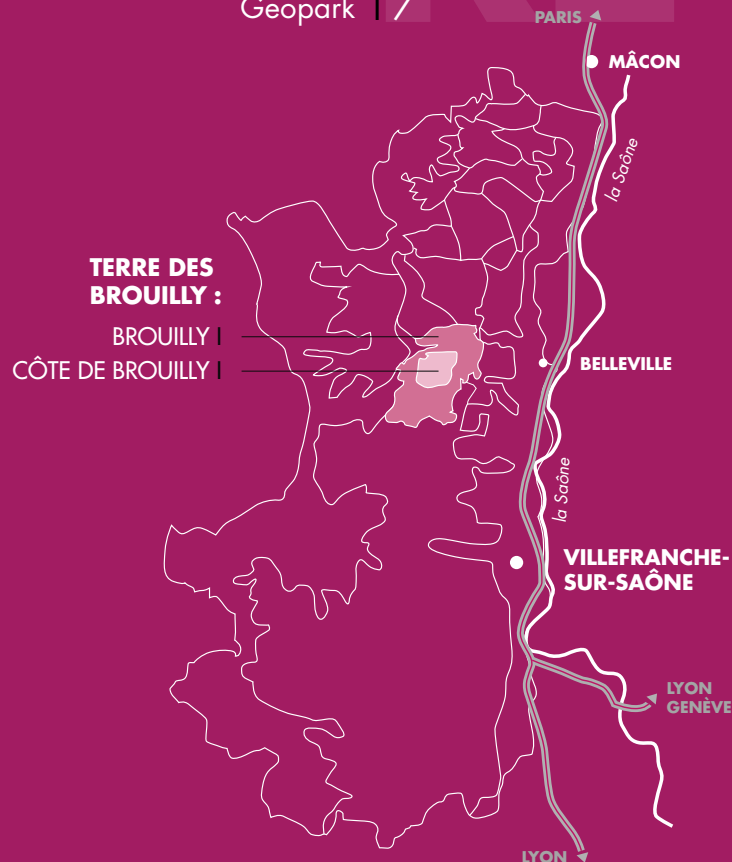 Geopark
PARIS
MÂCON
la Saône
TERRE DES
BROUILLY :
BROUILLY
CÔTE DE BROUILLY
BELLEVILLE
la Saône
VILLEFRANCHE-
SUR-SAÔNE
LYON
GENÈVE
LYON